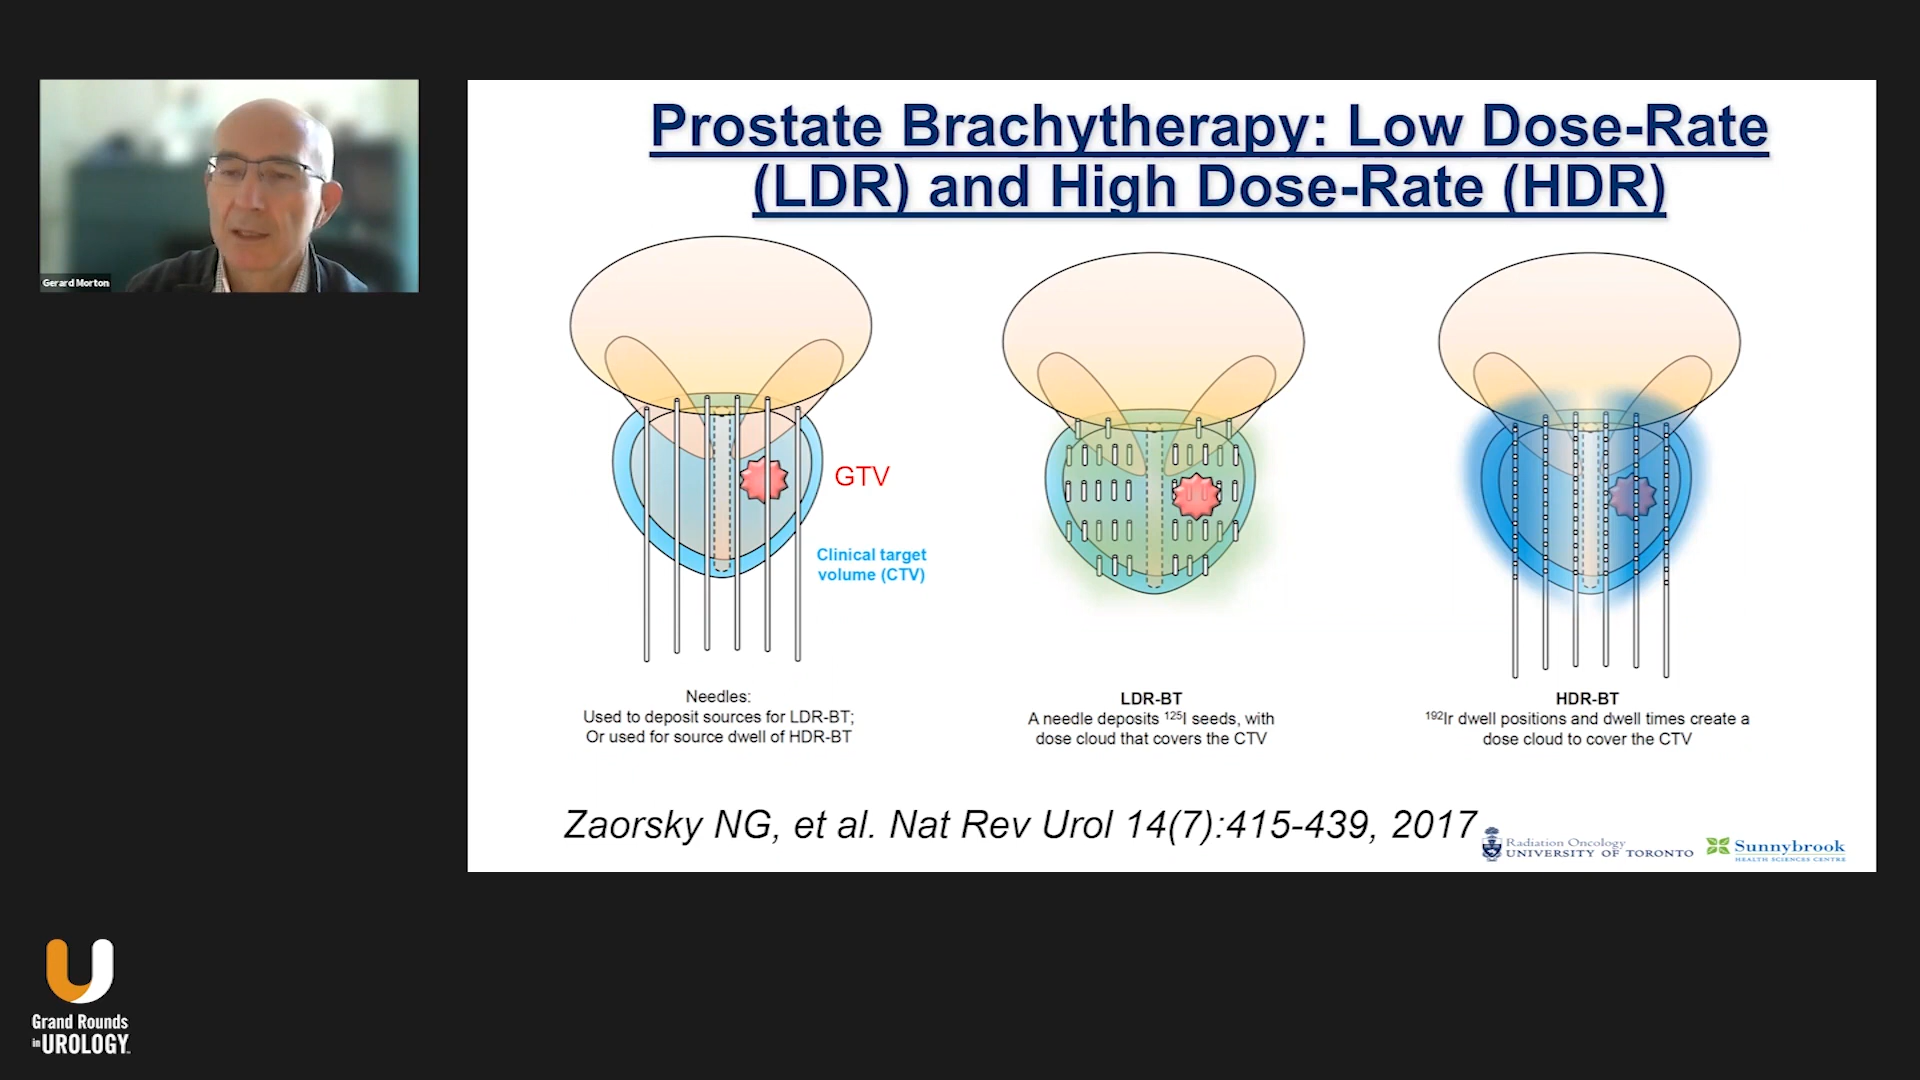 Prostate Brachytherapy: Low Dose-Rate
(LDR) and High Dose-Rate (HDR)
Gerard Morton
GTV
Clinical target
volume (CTV)
Needles:
Used to deposit sources for LDR-BT;
Or used for source dwell of HDR-BT
LDR-BT
A needle deposits ¹²⁵I seeds, with
dose cloud that covers the CTV
HDR-BT
¹⁹²Ir dwell positions and dwell times create a
dose cloud to cover the CTV
Zaorsky NG, et al. Nat Rev Urol 14(7):415-439, 2017
Radiation Oncology
UNIVERSITY OF TORONTO
Sunnybrook
HEALTH SCIENCES CENTRE
Grand Rounds
in UROLOGY™